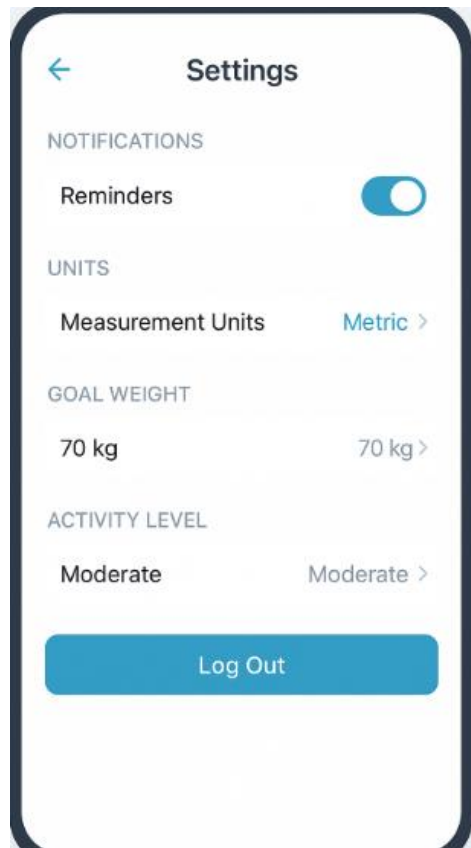 Settings
NOTIFICATIONS
Reminders
UNITS
Measurement Units Metric >
GOAL WEIGHT
70 kg 70 kg >
ACTIVITY LEVEL
Moderate Moderate >
Log Out